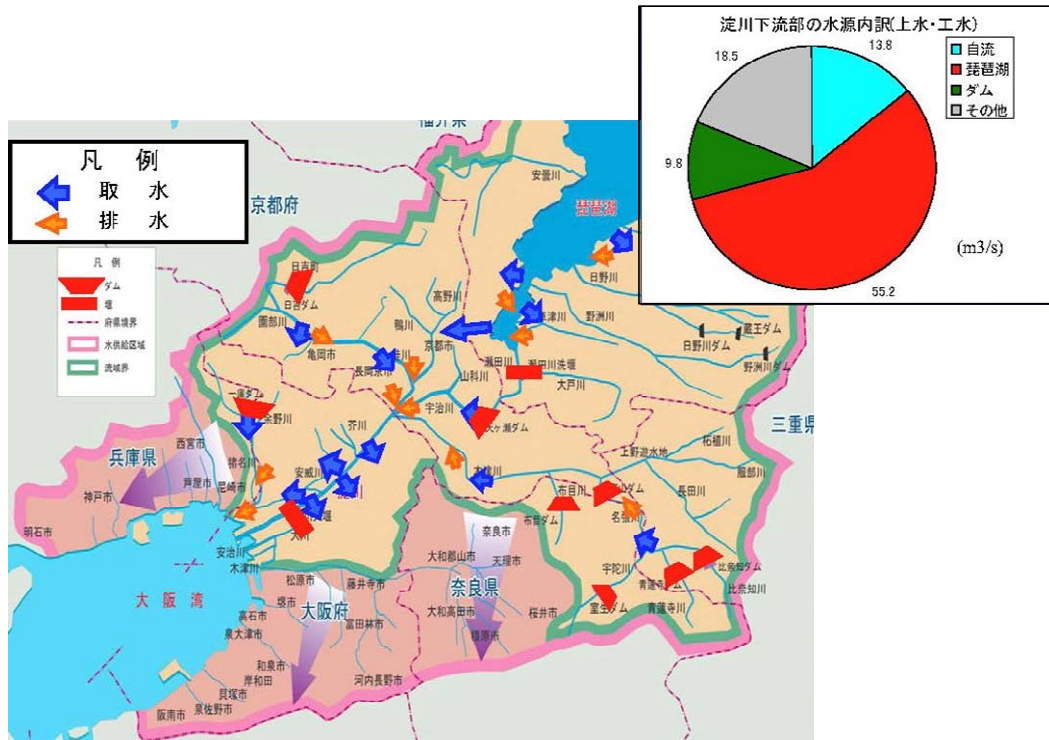 淀川下流部の水源内訳(上水・工水)
18.5
13.8
自流
琵琶湖
ダム
その他
9.8
(m3/s)
55.2
凡 例
取 水
排 水
凡 例
ダム
堰
府県境界
水供給区域
流域界
京都府
安曇川
琵琶湖
日野川
日吉町
日吉ダム
高野川
園部川
鴨川
京都市
野洲川
蔵王ダム
日野川ダム
野洲川ダム
亀岡市
長岡京市
瀬田川
瀬田川洗堰
山科川
大戸川
宇治川
天ヶ瀬ダム
三重県
一庫ダム
芥川
柘植川
上野遊水地
服部川
西宮市
猪名川
兵庫県
安威川
芦屋市
尼崎市
神戸市
布目川
長田川
布目ダム
名張川
明石市
奈良市
大川
安治川
木津川
大和郡山市
天理市
宇陀川
比奈知ダム
青蓮寺ダム
比奈知川
松原市
藤井寺市
奈良県
大阪湾
堺市
大阪府
大和高田市
桜井市
室生ダム
青蓮寺川
高石市
富田林市
橿原市
泉大津市
和泉市
岸和田
河内長野市
貝塚市
泉佐野市
阪南市